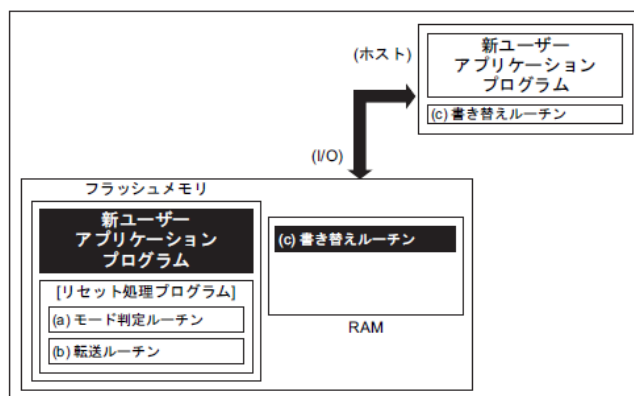 (ホスト)
新ユーザー
アプリケーション
プログラム
(c) 書き替えルーチン
(I/O)
フラッシュメモリ
新ユーザー
アプリケーション
プログラム
[リセット処理プログラム]
(a) モード判定ルーチン
(b) 転送ルーチン
(c) 書き替えルーチン
RAM